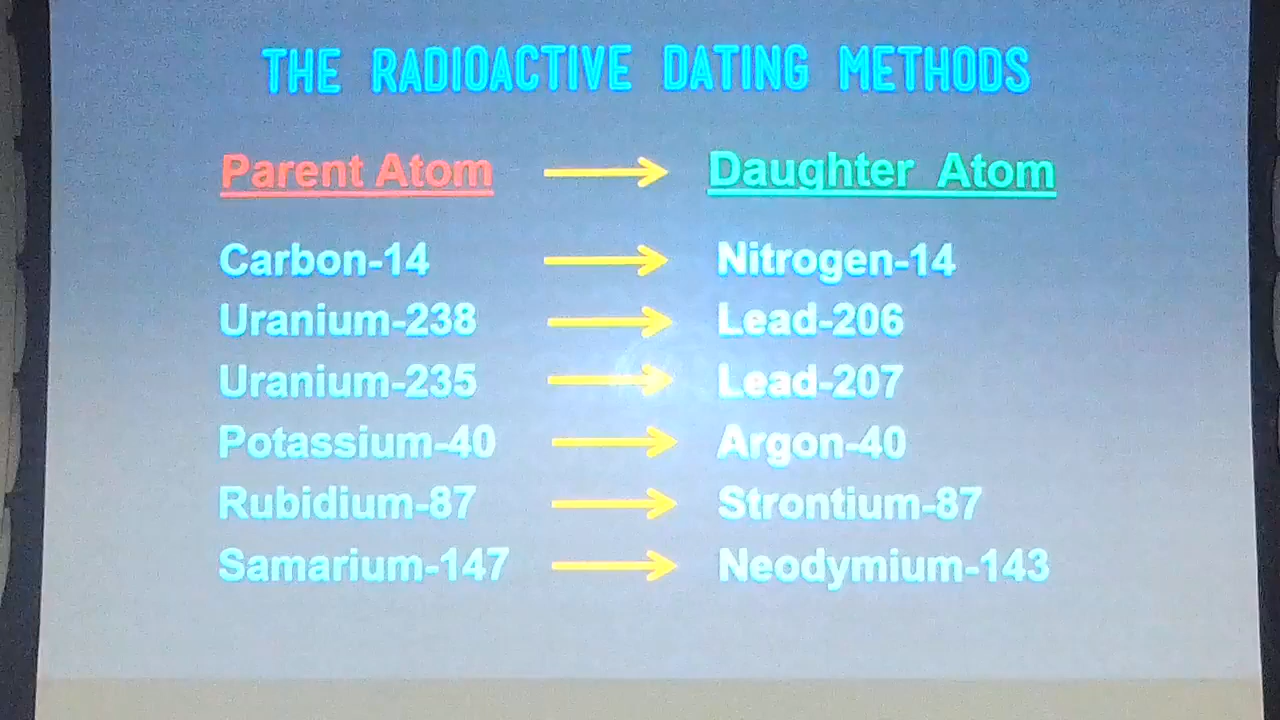 THE RADIOACTIVE DATING METHODS
Parent Atom → Daughter Atom
Carbon-14 → Nitrogen-14
Uranium-238 → Lead-206
Uranium-235 → Lead-207
Potassium-40 → Argon-40
Rubidium-87 → Strontium-87
Samarium-147 → Neodymium-143